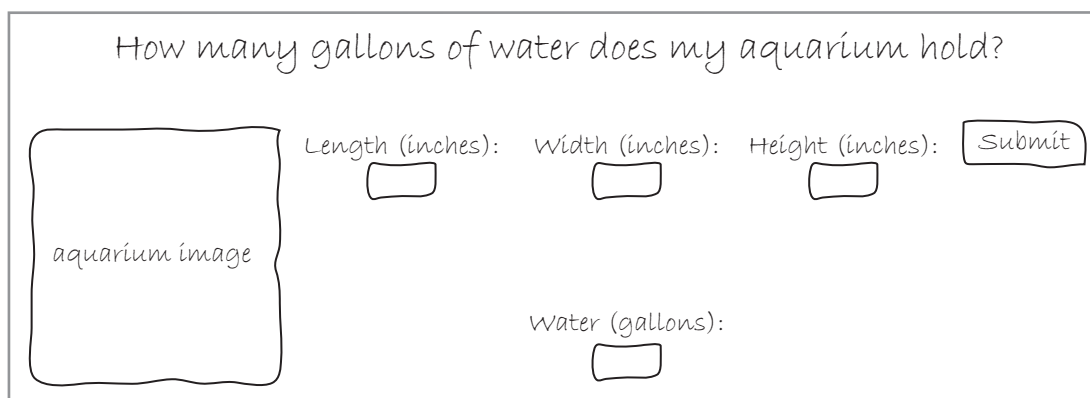 How many gallons of water does my aquarium hold?
Length (inches): Width (inches): Height (inches): Submit
aquarium image
Water (gallons):